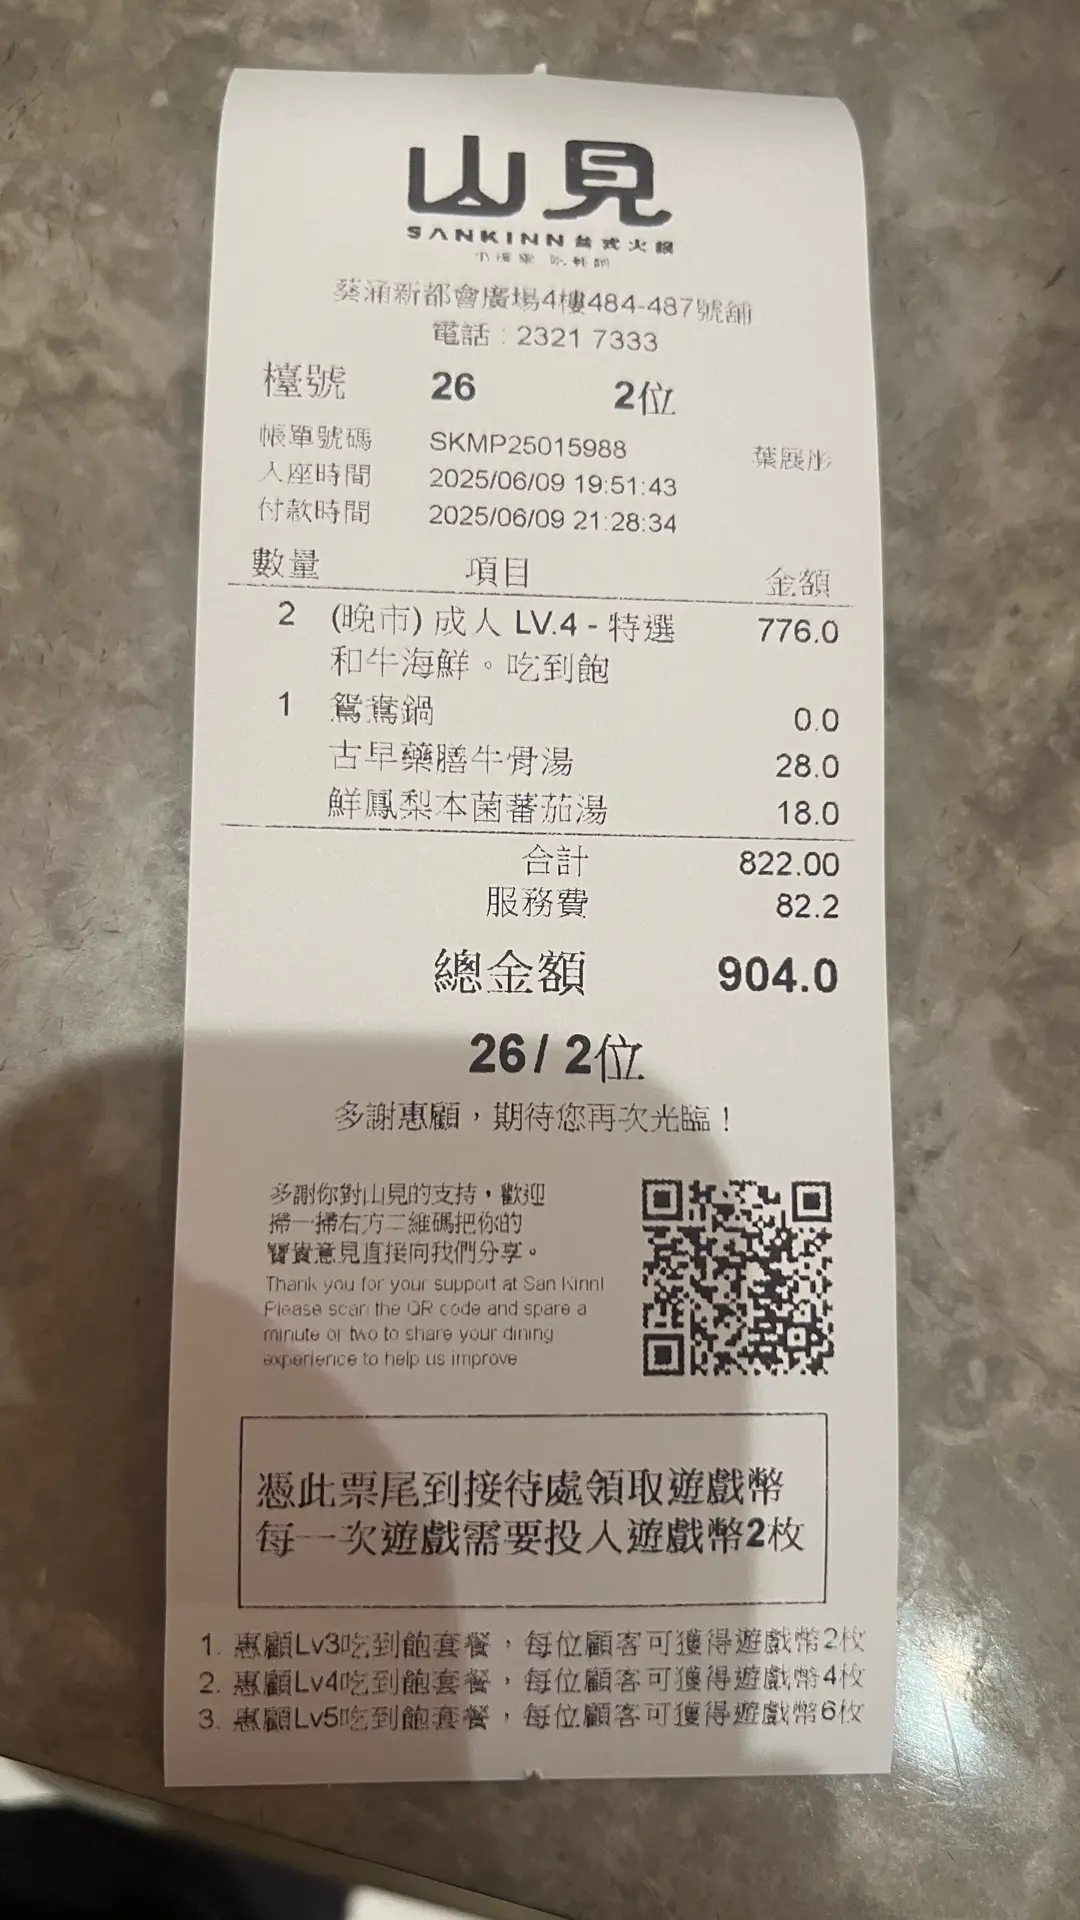 山見
SANKINN 台式火鍋
葵涌新都會廣場4樓484-487號舖
電話：2321 7333
檯號 26 2位
帳單號碼 SKMP25015988 葉展彤
入座時間 2025/06/09 19:51:43
付款時間 2025/06/09 21:28:34
數量 項目 金額
2 (晚市) 成人 LV.4 - 特選 776.0
和牛海鮮。吃到飽
1 鴛鴦鍋 0.0
古早藥膳牛骨湯 28.0
鮮鳳梨本菌蕃茄湯 18.0
合計 822.00
服務費 82.2
總金額 904.0
26 / 2位
多謝惠顧，期待您再次光臨！
多謝你對山見的支持，歡迎
掃一掃右方二維碼把你的
寶貴意見直接向我們分享。
Thank you for your support at San Kinn!
Please scan the QR code and spare a
minute or two to share your dining
experience to help us improve
憑此票尾到接待處領取遊戲幣
每一次遊戲需要投入遊戲幣2枚
1. 惠顧Lv3吃到飽套餐，每位顧客可獲得遊戲幣2枚
2. 惠顧Lv4吃到飽套餐，每位顧客可獲得遊戲幣4枚
3. 惠顧Lv5吃到飽套餐，每位顧客可獲得遊戲幣6枚